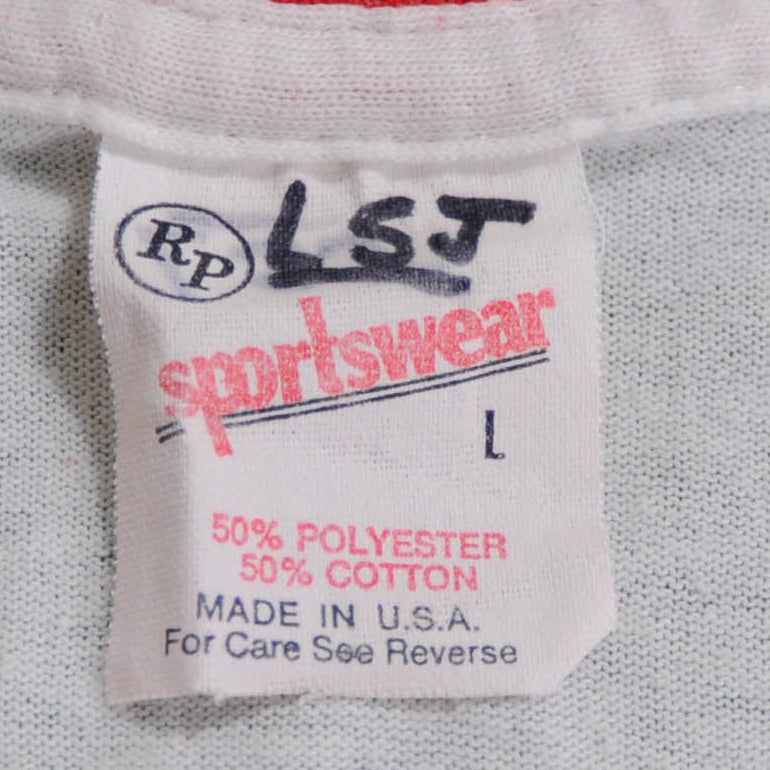 RP LSJ
sportswear
L
50% POLYESTER
50% COTTON
MADE IN U.S.A.
For Care See Reverse